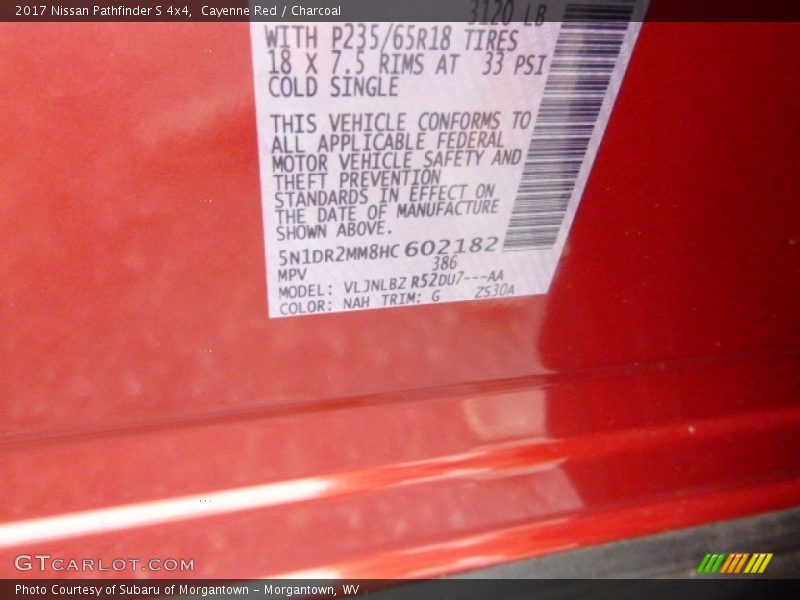 2017 Nissan Pathfinder S 4x4, Cayenne Red / Charcoal
3120 LB
WITH P235/65R18 TIRES
18 X 7.5 RIMS AT 33 PSI
COLD SINGLE
THIS VEHICLE CONFORMS TO
ALL APPLICABLE FEDERAL
MOTOR VEHICLE SAFETY AND
THEFT PREVENTION
STANDARDS IN EFFECT ON
THE DATE OF MANUFACTURE
SHOWN ABOVE.
5N1DR2MM8HC602182
MPV 386
MODEL: VLJNLBZ R52DU7---AA
COLOR: NAH TRIM: G ZS30A
GTCARLOT.COM
Photo Courtesy of Subaru of Morgantown – Morgantown, WV